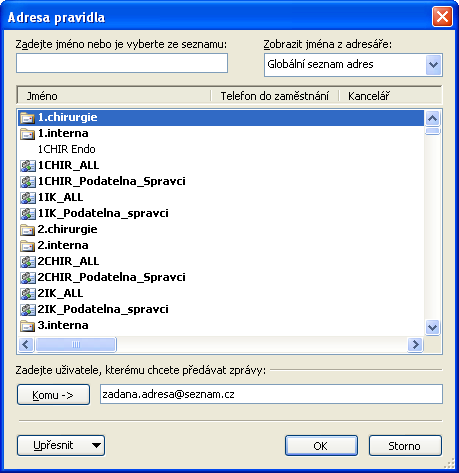 Adresa pravidla
Zadejte jméno nebo je vyberte ze seznamu:
Zobrazit jména z adresáře:
Globální seznam adres
Jméno Telefon do zaměstnání Kancelář
1.chirurgie
1.interna
1CHIR Endo
1CHIR_ALL
1CHIR_Podatelna_Spravci
1IK_ALL
1IK_Podatelna_spravci
2.chirurgie
2.interna
2CHIR_ALL
2CHIR_Podatelna_Spravci
2IK_ALL
2IK_Podatelna_spravci
3.interna
Zadejte uživatele, kterému chcete předávat zprávy:
Komu -> zadana.adresa@seznam.cz
Upřesnit OK Storno